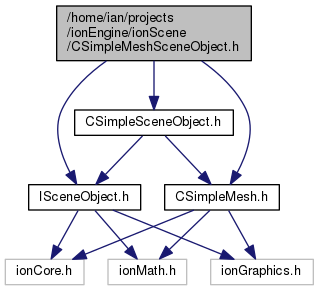 /home/ian/projects
/ionEngine/ionScene
/CSimpleMeshSceneObject.h
CSimpleSceneObject.h
ISceneObject.h
CSimpleMesh.h
ionCore.h
ionMath.h
ionGraphics.h